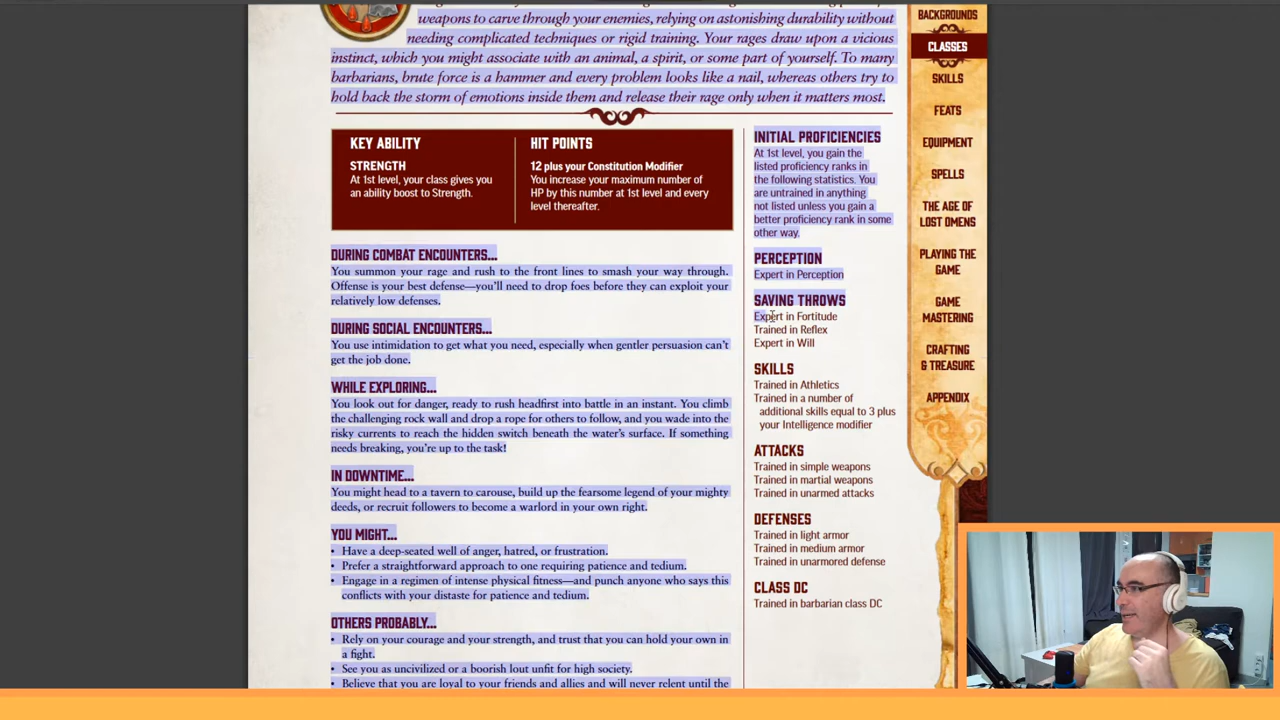 weapons to carve through your enemies, relying on astonishing durability without
needing complicated techniques or rigid training. Your rages draw upon a vicious
instinct, which you might associate with an animal, a spirit, or some part of yourself. To many
barbarians, brute force is a hammer and every problem looks like a nail, whereas others try to
hold back the storm of emotions inside them and release their rage only when it matters most.
KEY ABILITY
STRENGTH
At 1st level, your class gives you
an ability boost to Strength.
HIT POINTS
12 plus your Constitution Modifier
You increase your maximum number of
HP by this number at 1st level and every
level thereafter.
DURING COMBAT ENCOUNTERS...
You summon your rage and rush to the front lines to smash your way through.
Offense is your best defense—you'll need to drop foes before they can exploit your
relatively low defenses.
DURING SOCIAL ENCOUNTERS...
You use intimidation to get what you need, especially when gentler persuasion can't
get the job done.
WHILE EXPLORING...
You look out for danger, ready to rush headfirst into battle in an instant. You climb
the challenging rock wall and drop a rope for others to follow, and you wade into the
risky currents to reach the hidden switch beneath the water's surface. If something
needs breaking, you're up to the task!
IN DOWNTIME...
You might head to a tavern to carouse, build up the fearsome legend of your mighty
deeds, or recruit followers to become a warlord in your own right.
YOU MIGHT...
• Have a deep-seated well of anger, hatred, or frustration.
• Prefer a straightforward approach to one requiring patience and tedium.
• Engage in a regimen of intense physical fitness—and punch anyone who says this
conflicts with your distaste for patience and tedium.
OTHERS PROBABLY...
• Rely on your courage and your strength, and trust that you can hold your own in
a fight.
• See you as uncivilized or a boorish lout unfit for high society.
• Believe that you are loyal to your friends and allies and will never relent until the
INITIAL PROFICIENCIES
At 1st level, you gain the
listed proficiency ranks in
the following statistics. You
are untrained in anything
not listed unless you gain a
better proficiency rank in some
other way.
PERCEPTION
Expert in Perception
SAVING THROWS
Expert in Fortitude
Trained in Reflex
Expert in Will
SKILLS
Trained in Athletics
Trained in a number of
additional skills equal to 3 plus
your Intelligence modifier
ATTACKS
Trained in simple weapons
Trained in martial weapons
Trained in unarmed attacks
DEFENSES
Trained in light armor
Trained in medium armor
Trained in unarmored defense
CLASS DC
Trained in barbarian class DC
BACKGROUNDS
CLASSES
SKILLS
FEATS
EQUIPMENT
SPELLS
THE AGE OF
LOST OMENS
PLAYING THE
GAME
GAME
MASTERING
CRAFTING
& TREASURE
APPENDIX